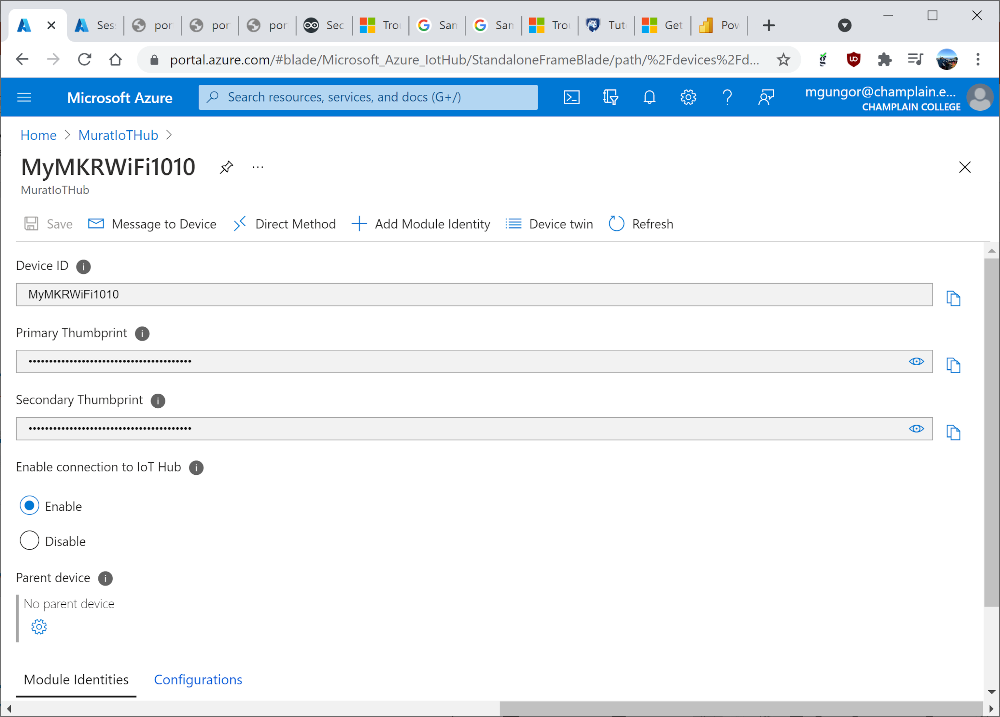 Ses
por
por
por
Sec
Trou
San
San
Trou
Tuto
Get
Pow
portal.azure.com/#blade/Microsoft_Azure_IotHub/StandaloneFrameBlade/path/%2Fdevices%2Fd...
Microsoft Azure
Search resources, services, and docs (G+/)
mgungor@champlain.e...
CHAMPLAIN COLLEGE
Home > MuratIoTHub >
MyMKRWiFi1010 ...
MuratIoTHub
Save Message to Device Direct Method Add Module Identity Device twin Refresh
Device ID
MyMKRWiFi1010
Primary Thumbprint
••••••••••••••••••••••••••••••••••••••••
Secondary Thumbprint
••••••••••••••••••••••••••••••••••••••••
Enable connection to IoT Hub
Enable
Disable
Parent device
No parent device
Module Identities Configurations